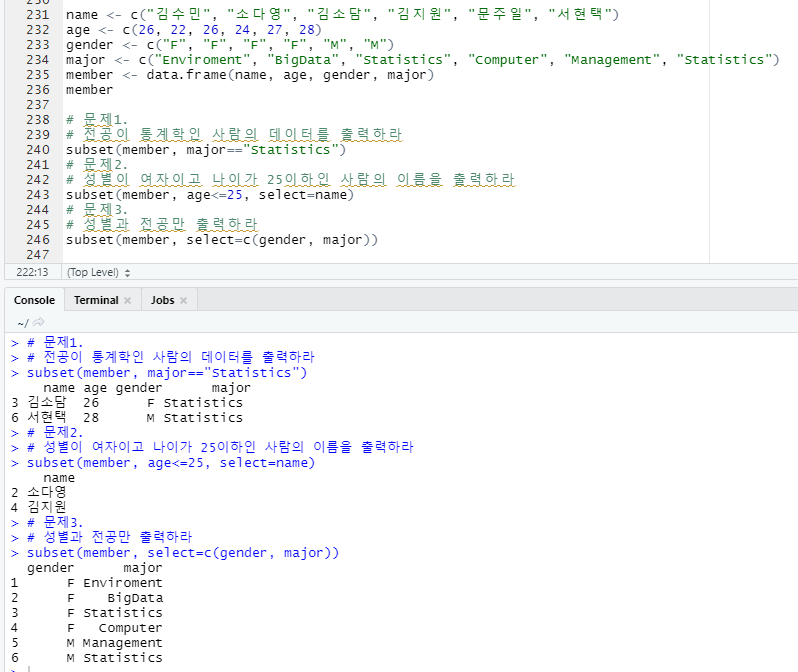 231 name <- c("김수민", "소다영", "김소담", "김지원", "문주일", "서현택")
232 age <- c(26, 22, 26, 24, 27, 28)
233 gender <- c("F", "F", "F", "F", "M", "M")
234 major <- c("Enviroment", "BigData", "Statistics", "Computer", "Management", "Statistics")
235 member <- data.frame(name, age, gender, major)
236 member
237
238 # 문제1.
239 # 전공이 통계학인 사람의 데이터를 출력하라
240 subset(member, major=="Statistics")
241 # 문제2.
242 # 성별이 여자이고 나이가 25이하인 사람의 이름을 출력하라
243 subset(member, age<=25, select=name)
244 # 문제3.
245 # 성별과 전공만 출력하라
246 subset(member, select=c(gender, major))
247
222:13 (Top Level)
Console Terminal Jobs
~/
> # 문제1.
> # 전공이 통계학인 사람의 데이터를 출력하라
> subset(member, major=="Statistics")
name age gender major
3 김소담 26 F Statistics
6 서현택 28 M Statistics
> # 문제2.
> # 성별이 여자이고 나이가 25이하인 사람의 이름을 출력하라
> subset(member, age<=25, select=name)
name
2 소다영
4 김지원
> # 문제3.
> # 성별과 전공만 출력하라
> subset(member, select=c(gender, major))
gender major
1 F Enviroment
2 F BigData
3 F Statistics
4 F Computer
5 M Management
6 M Statistics